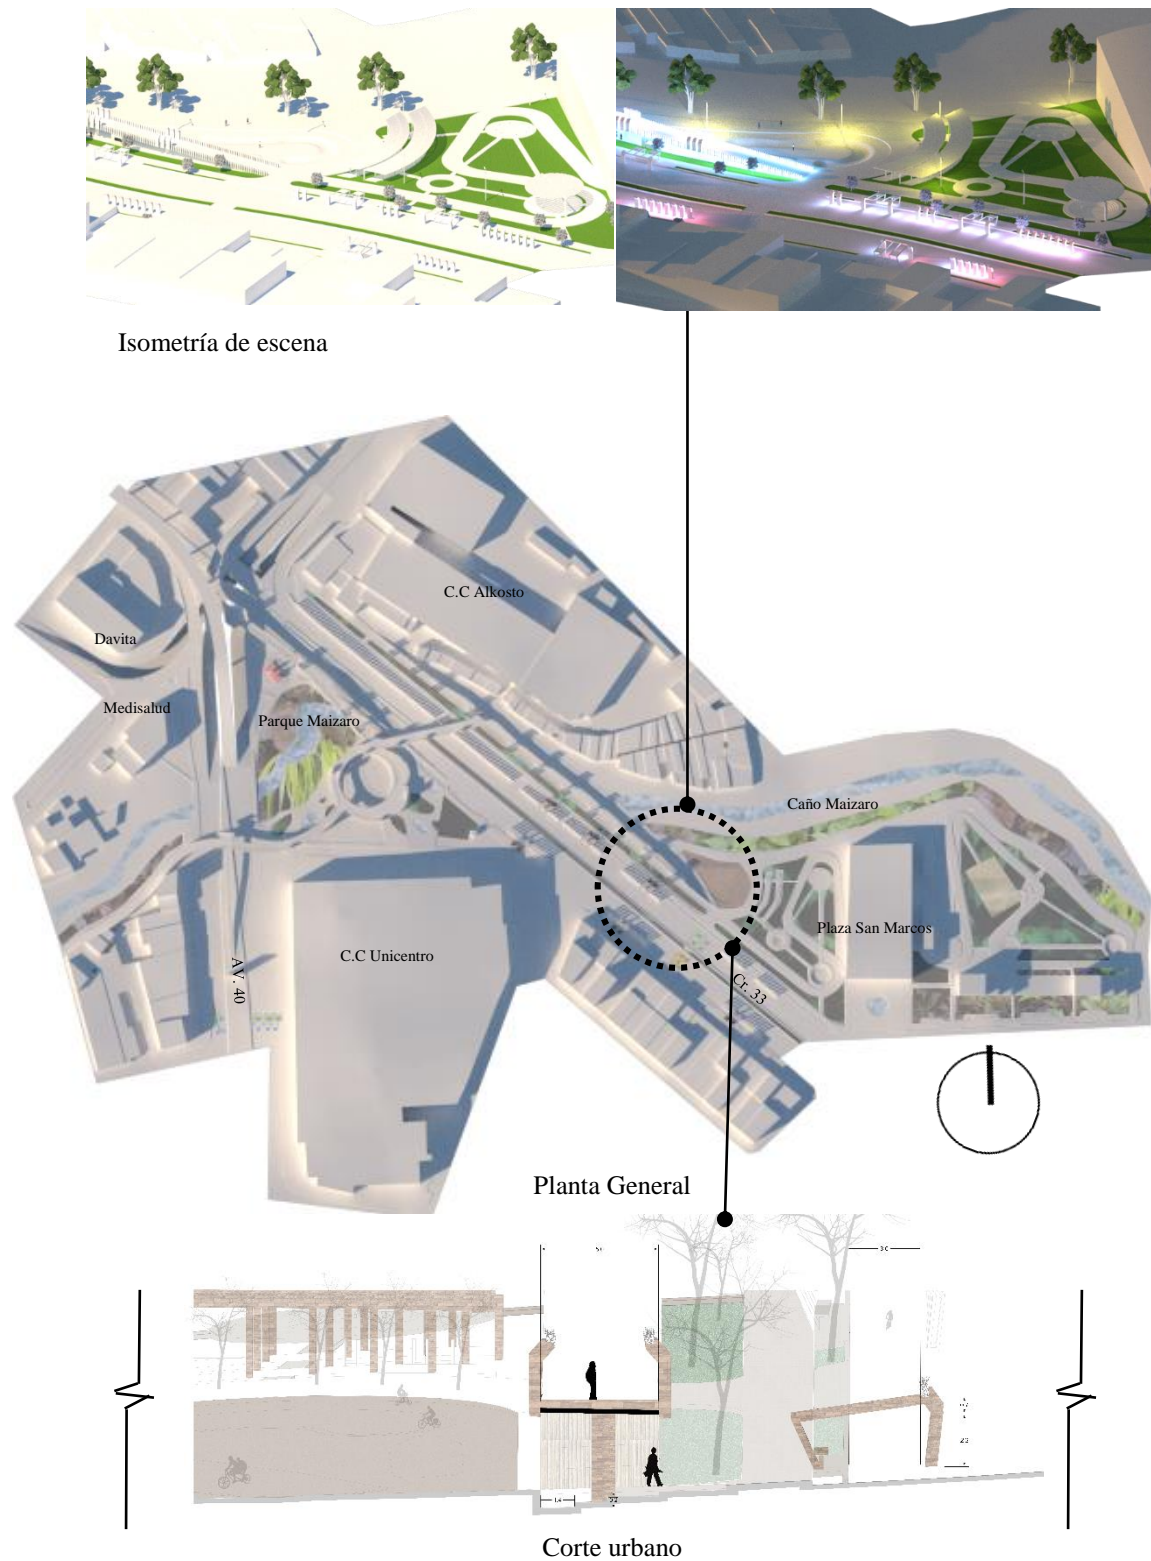 Isometría de escena
C.C Alkosto
Davita
Medisalud
Parque Maizaro
Caño Maizaro
Plaza San Marcos
C.C Unicentro
AV. 40
Cr. 33
Planta General
Corte urbano